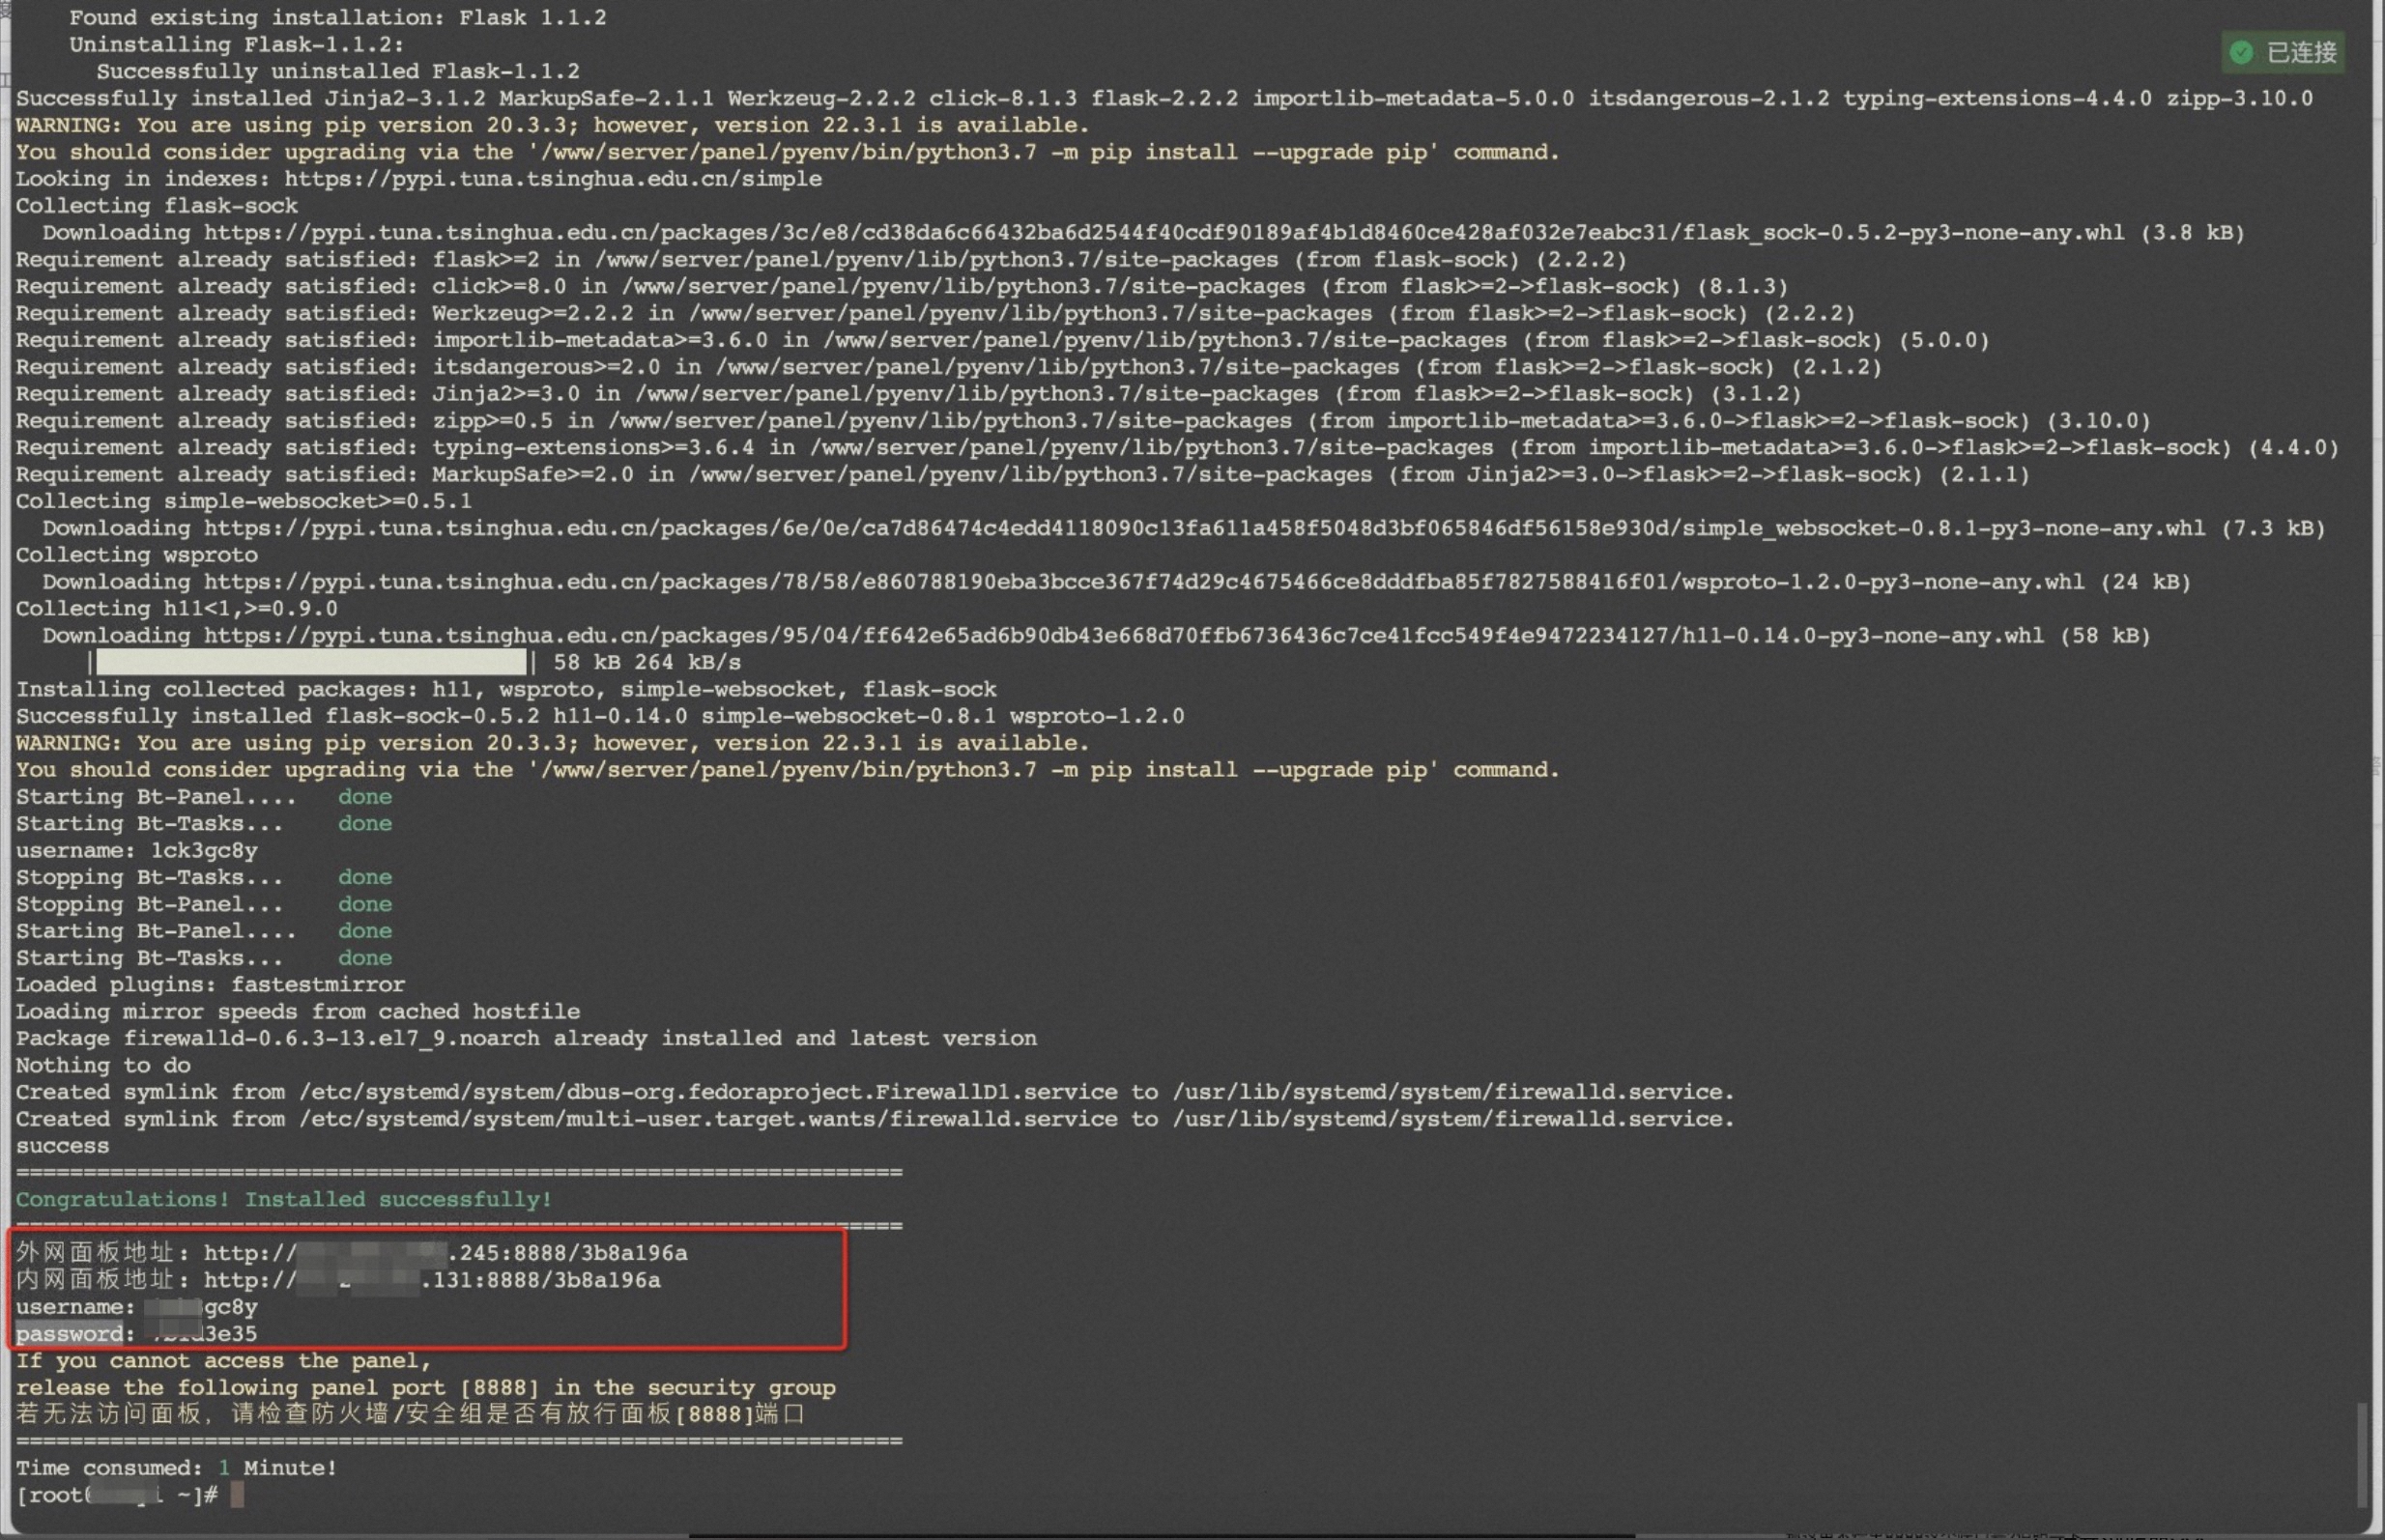 Found existing installation: Flask 1.1.2
Uninstalling Flask-1.1.2:
Successfully uninstalled Flask-1.1.2
已连接
Successfully installed Jinja2-3.1.2 MarkupSafe-2.1.1 Werkzeug-2.2.2 click-8.1.3 flask-2.2.2 importlib-metadata-5.0.0 itsdangerous-2.1.2 typing-extensions-4.4.0 zipp-3.10.0
WARNING: You are using pip version 20.3.3; however, version 22.3.1 is available.
You should consider upgrading via the '/www/server/panel/pyenv/bin/python3.7 -m pip install --upgrade pip' command.
Looking in indexes: https://pypi.tuna.tsinghua.edu.cn/simple
Collecting flask-sock
Downloading https://pypi.tuna.tsinghua.edu.cn/packages/3c/e8/cd38da6c66432ba6d2544f40cdf90189af4b1d8460ce428af032e7eabc31/flask_sock-0.5.2-py3-none-any.whl (3.8 kB)
Requirement already satisfied: flask>=2 in /www/server/panel/pyenv/lib/python3.7/site-packages (from flask-sock) (2.2.2)
Requirement already satisfied: click>=8.0 in /www/server/panel/pyenv/lib/python3.7/site-packages (from flask>=2->flask-sock) (8.1.3)
Requirement already satisfied: Werkzeug>=2.2.2 in /www/server/panel/pyenv/lib/python3.7/site-packages (from flask>=2->flask-sock) (2.2.2)
Requirement already satisfied: importlib-metadata>=3.6.0 in /www/server/panel/pyenv/lib/python3.7/site-packages (from flask>=2->flask-sock) (5.0.0)
Requirement already satisfied: itsdangerous>=2.0 in /www/server/panel/pyenv/lib/python3.7/site-packages (from flask>=2->flask-sock) (2.1.2)
Requirement already satisfied: Jinja2>=3.0 in /www/server/panel/pyenv/lib/python3.7/site-packages (from flask>=2->flask-sock) (3.1.2)
Requirement already satisfied: zipp>=0.5 in /www/server/panel/pyenv/lib/python3.7/site-packages (from importlib-metadata>=3.6.0->flask>=2->flask-sock) (3.10.0)
Requirement already satisfied: typing-extensions>=3.6.4 in /www/server/panel/pyenv/lib/python3.7/site-packages (from importlib-metadata>=3.6.0->flask>=2->flask-sock) (4.4.0)
Requirement already satisfied: MarkupSafe>=2.0 in /www/server/panel/pyenv/lib/python3.7/site-packages (from Jinja2>=3.0->flask>=2->flask-sock) (2.1.1)
Collecting simple-websocket>=0.5.1
Downloading https://pypi.tuna.tsinghua.edu.cn/packages/6e/0e/ca7d86474c4edd4118090c13fa611a458f5048d3bf065846df56158e930d/simple_websocket-0.8.1-py3-none-any.whl (7.3 kB)
Collecting wsproto
Downloading https://pypi.tuna.tsinghua.edu.cn/packages/78/58/e860788190eba3bcce367f74d29c4675466ce8dddfba85f7827588416f01/wsproto-1.2.0-py3-none-any.whl (24 kB)
Collecting h11<1,>=0.9.0
Downloading https://pypi.tuna.tsinghua.edu.cn/packages/95/04/ff642e65ad6b90db43e668d70ffb6736436c7ce41fcc549f4e9472234127/h11-0.14.0-py3-none-any.whl (58 kB)
| | 58 kB 264 kB/s
Installing collected packages: h11, wsproto, simple-websocket, flask-sock
Successfully installed flask-sock-0.5.2 h11-0.14.0 simple-websocket-0.8.1 wsproto-1.2.0
WARNING: You are using pip version 20.3.3; however, version 22.3.1 is available.
You should consider upgrading via the '/www/server/panel/pyenv/bin/python3.7 -m pip install --upgrade pip' command.
Starting Bt-Panel.... done
Starting Bt-Tasks... done
username: 1ck3gc8y
Stopping Bt-Tasks... done
Stopping Bt-Panel... done
Starting Bt-Panel.... done
Starting Bt-Tasks... done
Loaded plugins: fastestmirror
Loading mirror speeds from cached hostfile
Package firewalld-0.6.3-13.el7_9.noarch already installed and latest version
Nothing to do
Created symlink from /etc/systemd/system/dbus-org.fedoraproject.FirewallD1.service to /usr/lib/systemd/system/firewalld.service.
Created symlink from /etc/systemd/system/multi-user.target.wants/firewalld.service to /usr/lib/systemd/system/firewalld.service.
success
==================================================================
Congratulations! Installed successfully!
==================================================================
外网面板地址: http:// .245:8888/3b8a196a
内网面板地址: http:// .131:8888/3b8a196a
username: gc8y
password: 3e35
If you cannot access the panel,
release the following panel port [8888] in the security group
若无法访问面板，请检查防火墙/安全组是否有放行面板[8888]端口
==================================================================
Time consumed: 1 Minute!
[root ~]#